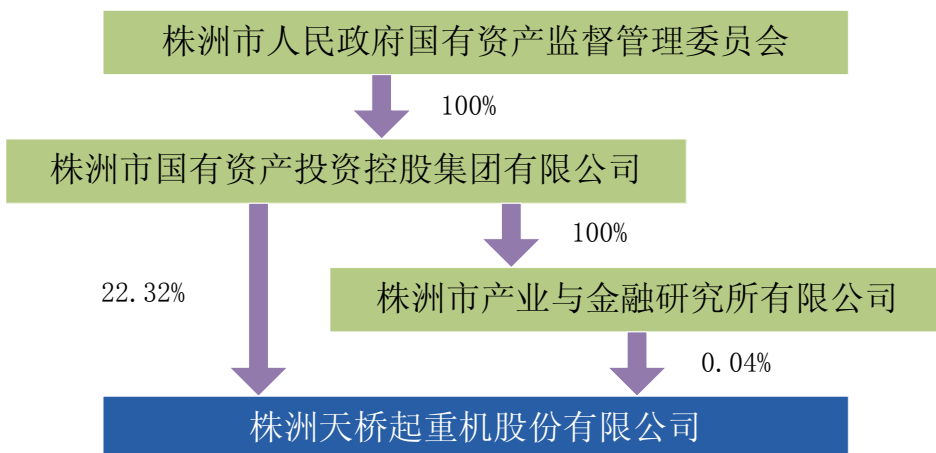 株洲市人民政府国有资产监督管理委员会
100%
株洲市国有资产投资控股集团有限公司
100%
22.32%
株洲市产业与金融研究所有限公司
0.04%
株洲天桥起重机股份有限公司